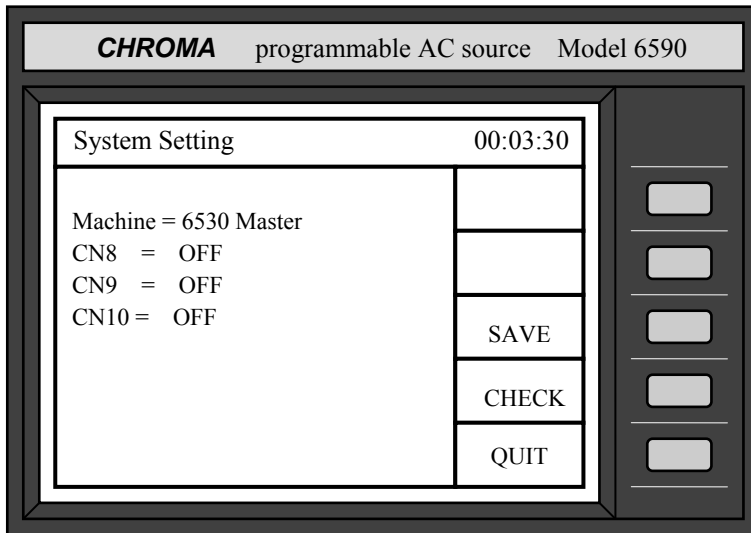 CHROMA programmable AC source Model 6590
System Setting 00:03:30
Machine = 6530 Master
CN8 = OFF
CN9 = OFF
CN10 = OFF
SAVE
CHECK
QUIT